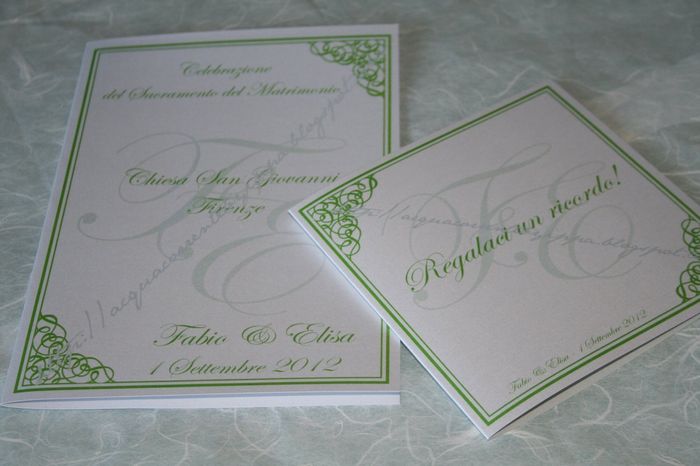 Celebrazione
del Sacramento del Matrimonio
F E
Chiesa San Giovanni
Firenze
Fabio & Elisa
1 Settembre 2012
F E
Regalaci un ricordo!
Fabio & Elisa - 1 Settembre 2012